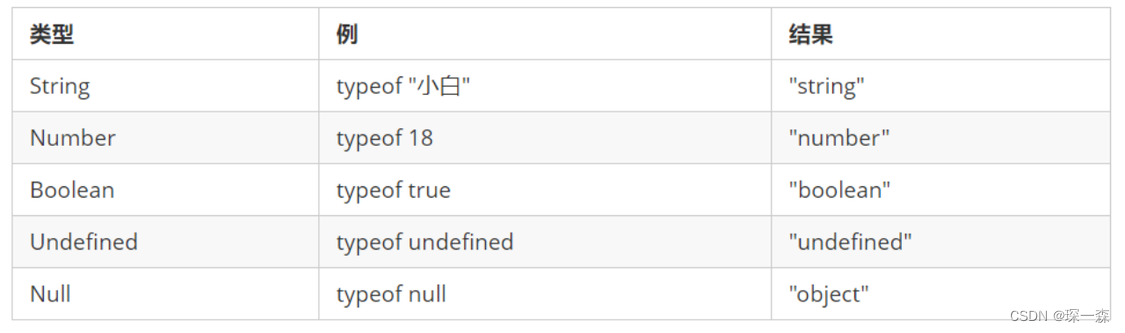 类型 例 结果
String typeof "小白" "string"
Number typeof 18 "number"
Boolean typeof true "boolean"
Undefined typeof undefined "undefined"
Null typeof null "object"
CSDN @琛一森